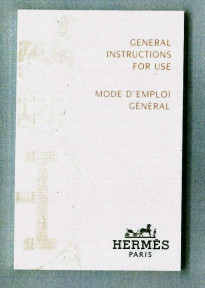 GENERAL
INSTRUCTIONS
FOR USE
MODE D'EMPLOI
GÉNÉRAL
HERMÈS
PARIS